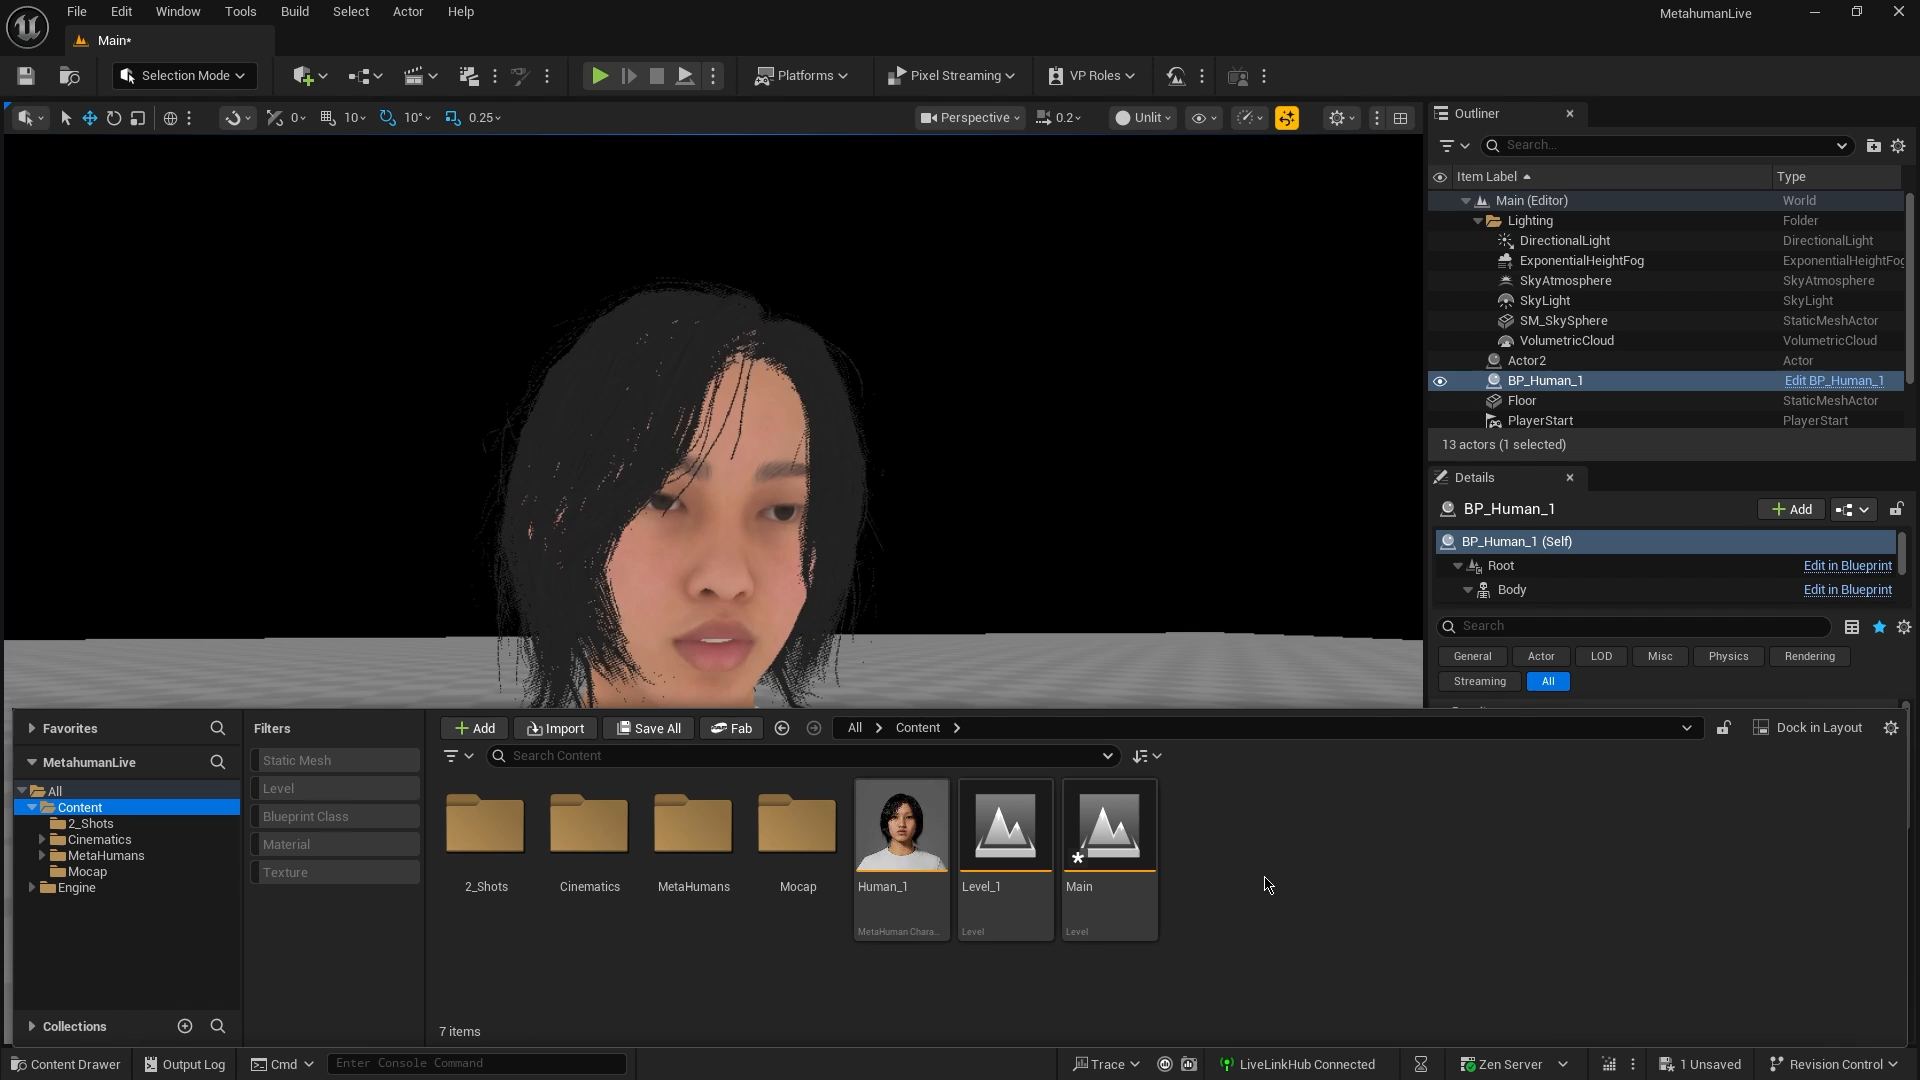 File Edit Window Tools Build Select Actor Help
MetahumanLive
Main*
Selection Mode
Platforms
Pixel Streaming
VP Roles
0
10
10°
0.25
Perspective
0.2
Unlit
Outliner
Search...
Item Label
Type
Main (Editor) World
Lighting Folder
DirectionalLight DirectionalLight
ExponentialHeightFog ExponentialHeightFog
SkyAtmosphere SkyAtmosphere
SkyLight SkyLight
SM_SkySphere StaticMeshActor
VolumetricCloud VolumetricCloud
Actor2 Actor
BP_Human_1 Edit BP_Human_1
Floor StaticMeshActor
PlayerStart PlayerStart
13 actors (1 selected)
Details
BP_Human_1
Add
BP_Human_1 (Self)
Root Edit in Blueprint
Body Edit in Blueprint
Search
General Actor LOD Misc Physics Rendering
Streaming All
Favorites
MetahumanLive
All
Content
2_Shots
Cinematics
MetaHumans
Mocap
Engine
Collections
Filters
Static Mesh
Level
Blueprint Class
Material
Texture
Add Import Save All Fab
All Content
Dock in Layout
Search Content
2_Shots
Cinematics
MetaHumans
Mocap
Human_1
MetaHuman Chara...
Level_1
Level
Main
Level
7 items
Content Drawer Output Log Cmd Enter Console Command
Trace LiveLinkHub Connected Zen Server 1 Unsaved Revision Control